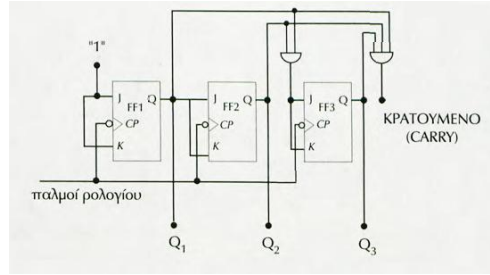 "1"
J Q FF1 CP K
J Q FF2 CP K
J Q FF3 CP K
ΚΡΑΤΟΥΜΕΝΟ
(CARRY)
παλμοί ρολογίου
Q1 Q2 Q3